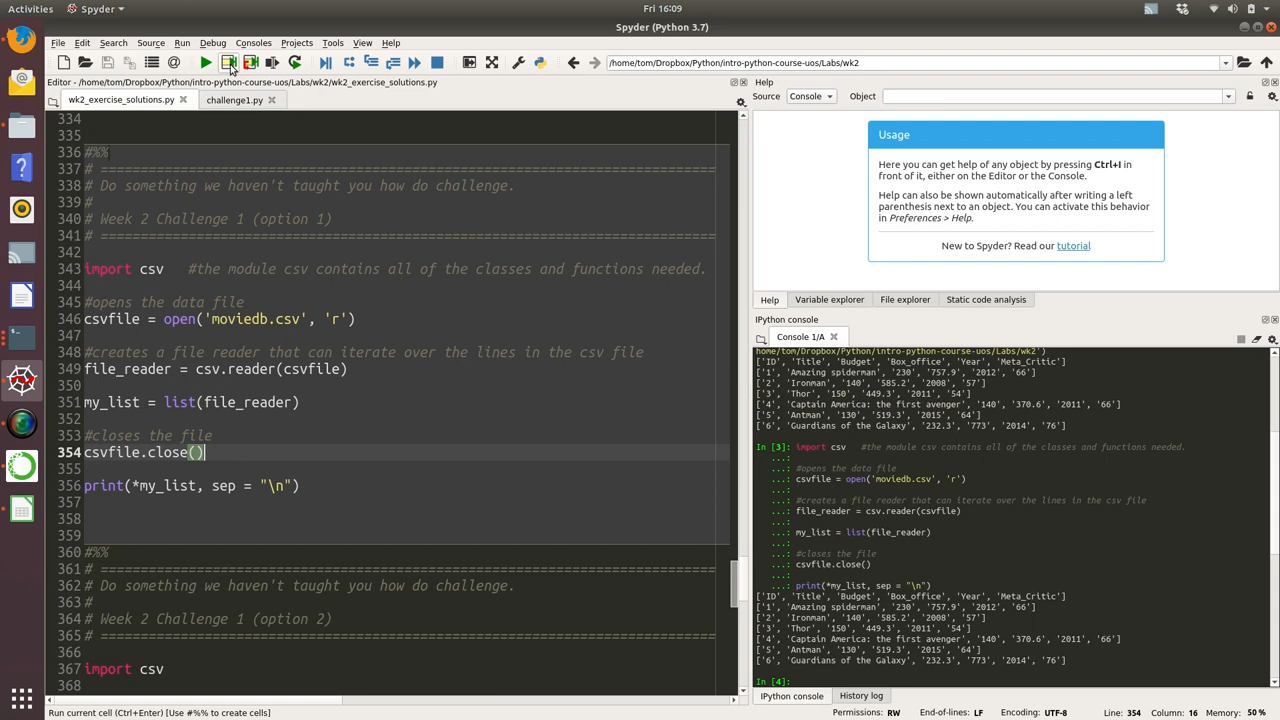 Activities
Spyder
Fri 16:09
Spyder (Python 3.7)
File Edit Search Source Run Debug Consoles Projects Tools View Help
/home/tom/Dropbox/Python/intro-python-course-uos/Labs/wk2
Editor - /home/tom/Dropbox/Python/intro-python-course-uos/Labs/wk2/wk2_exercise_solutions.py
wk2_exercise_solutions.py
challenge1.py
334
335
336 #%%
337 # =====================================================================
338 # Do something we haven't taught you how do challenge.
339 #
340 # Week 2 Challenge 1 (option 1)
341 # =====================================================================
342
343 import csv   #the module csv contains all of the classes and functions needed.
344
345 #opens the data file
346 csvfile = open('moviedb.csv', 'r')
347
348 #creates a file reader that can iterate over the lines in the csv file
349 file_reader = csv.reader(csvfile)
350
351 my_list = list(file_reader)
352
353 #closes the file
354 csvfile.close()
355
356 print(*my_list, sep = "\n")
357
358
359
360 #%%
361 # =====================================================================
362 # Do something we haven't taught you how do challenge.
363 #
364 # Week 2 Challenge 1 (option 2)
365 # =====================================================================
366
367 import csv
368
Help
Source Console Object
Usage
Here you can get help of any object by pressing Ctrl+I in
front of it, either on the Editor or the Console.
Help can also be shown automatically after writing a left
parenthesis next to an object. You can activate this behavior
in Preferences > Help.
New to Spyder? Read our tutorial
Help Variable explorer File explorer Static code analysis
IPython console
Console 1/A
home/tom/Dropbox/Python/intro-python-course-uos/Labs/wk2')
['ID', 'Title', 'Budget', 'Box_office', 'Year', 'Meta_Critic']
['1', 'Amazing spiderman', '230', '757.9', '2012', '66']
['2', 'Ironman', '140', '585.2', '2008', '57']
['3', 'Thor', '150', '449.3', '2011', '54']
['4', 'Captain America: the first avenger', '140', '370.6', '2011', '66']
['5', 'Antman', '130', '519.3', '2015', '64']
['6', 'Guardians of the Galaxy', '232.3', '773', '2014', '76']
In [3]: import csv   #the module csv contains all of the classes and functions needed.
...:
...: #opens the data file
...: csvfile = open('moviedb.csv', 'r')
...:
...: #creates a file reader that can iterate over the lines in the csv file
...: file_reader = csv.reader(csvfile)
...:
...: my_list = list(file_reader)
...:
...: #closes the file
...: csvfile.close()
...:
...: print(*my_list, sep = "\n")
['ID', 'Title', 'Budget', 'Box_office', 'Year', 'Meta_Critic']
['1', 'Amazing spiderman', '230', '757.9', '2012', '66']
['2', 'Ironman', '140', '585.2', '2008', '57']
['3', 'Thor', '150', '449.3', '2011', '54']
['4', 'Captain America: the first avenger', '140', '370.6', '2011', '66']
['5', 'Antman', '130', '519.3', '2015', '64']
['6', 'Guardians of the Galaxy', '232.3', '773', '2014', '76']
In [4]:
IPython console History log
Run current cell (Ctrl+Enter) [Use #%% to create cells]
Permissions: RW End-of-lines: LF Encoding: UTF-8 Line: 354 Column: 16 Memory: 50 %